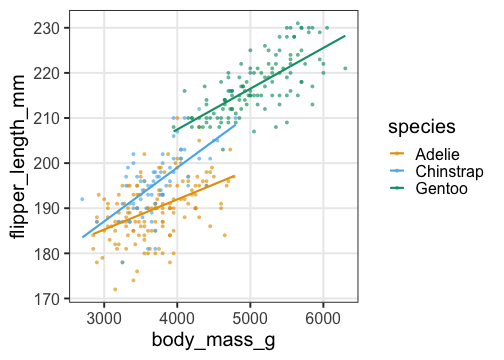 230
220
210
200
190
180
170
flipper_length_mm
3000 4000 5000 6000
body_mass_g
species
Adelie
Chinstrap
Gentoo